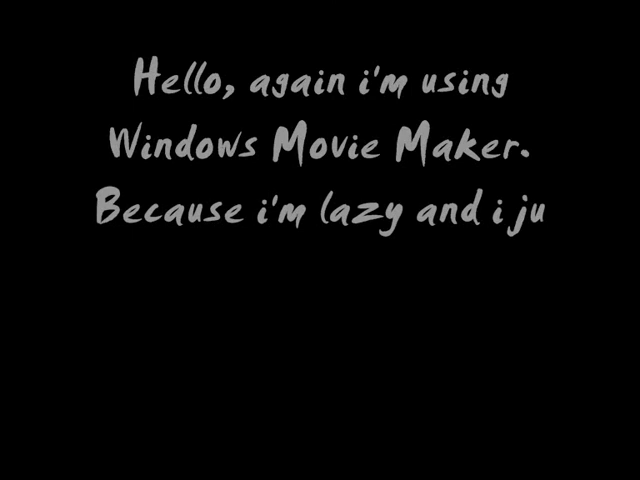 Hello, again i'm using
Windows Movie Maker.
Because i'm lazy and i ju